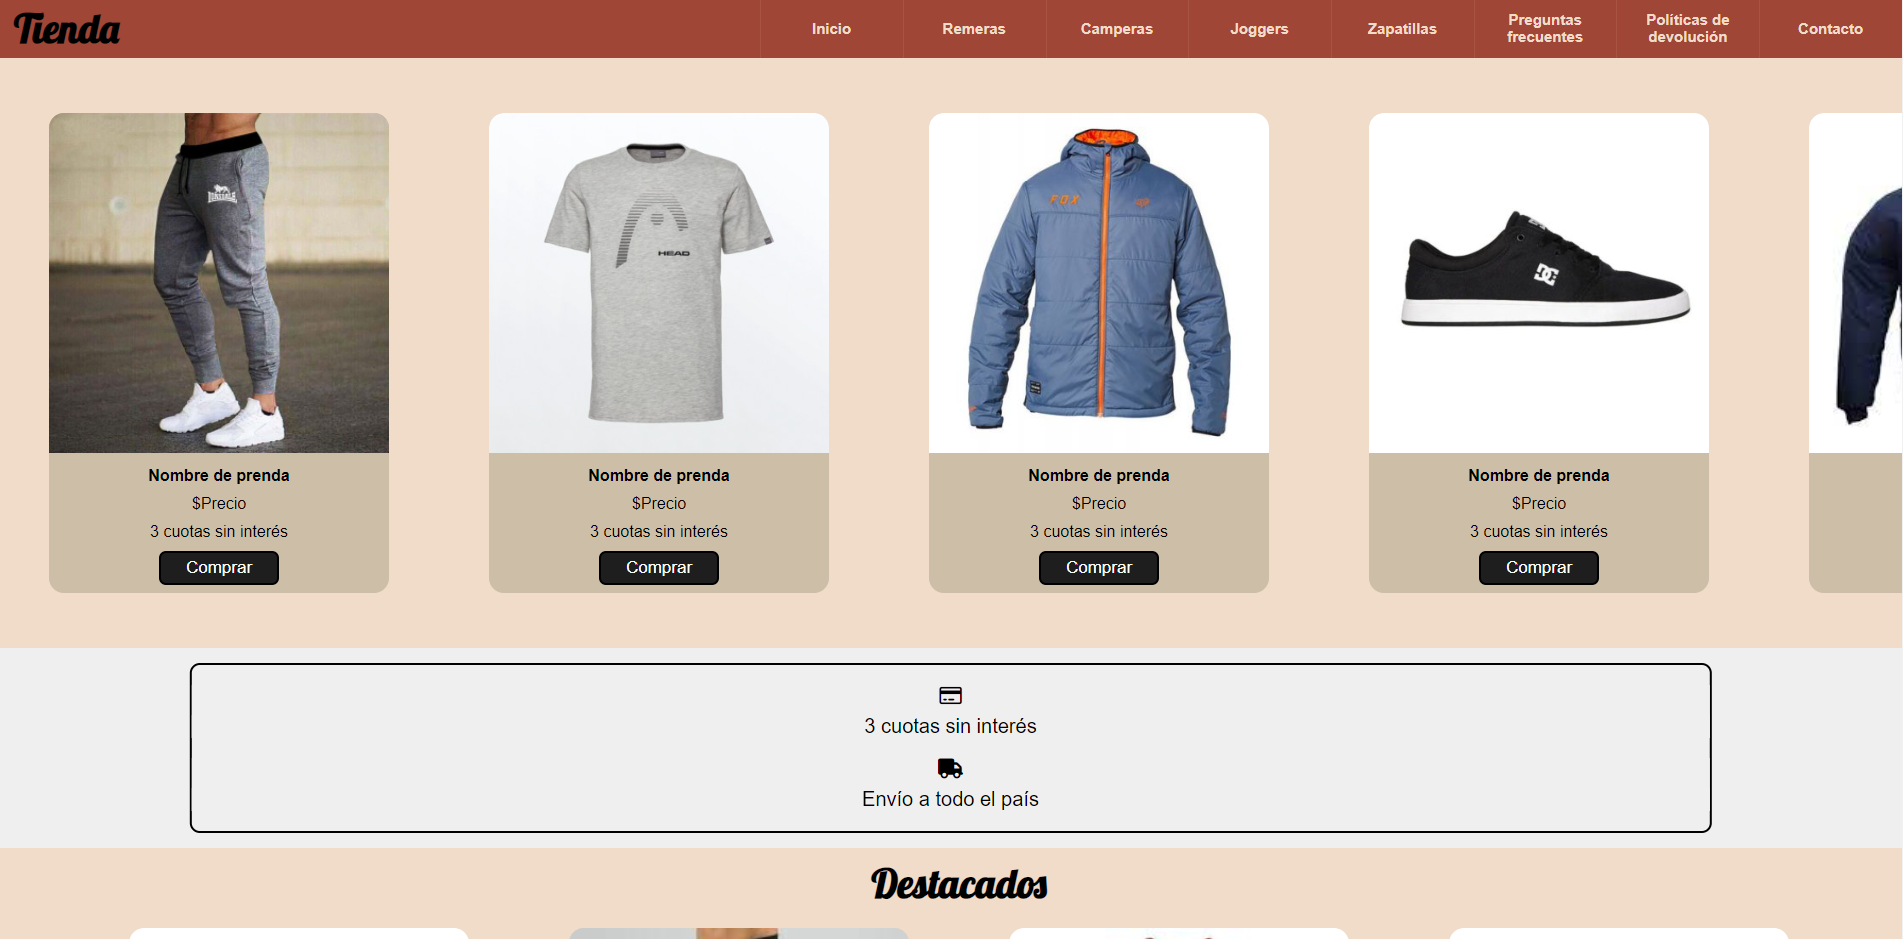 Tienda
Inicio
Remeras
Camperas
Joggers
Zapatillas
Preguntas
frecuentes
Políticas de
devolución
Contacto
FOX
HEAD
Nombre de prenda
$Precio
3 cuotas sin interés
Comprar
Nombre de prenda
$Precio
3 cuotas sin interés
Comprar
Nombre de prenda
$Precio
3 cuotas sin interés
Comprar
Nombre de prenda
$Precio
3 cuotas sin interés
Comprar
3 cuotas sin interés
Envío a todo el país
Destacados